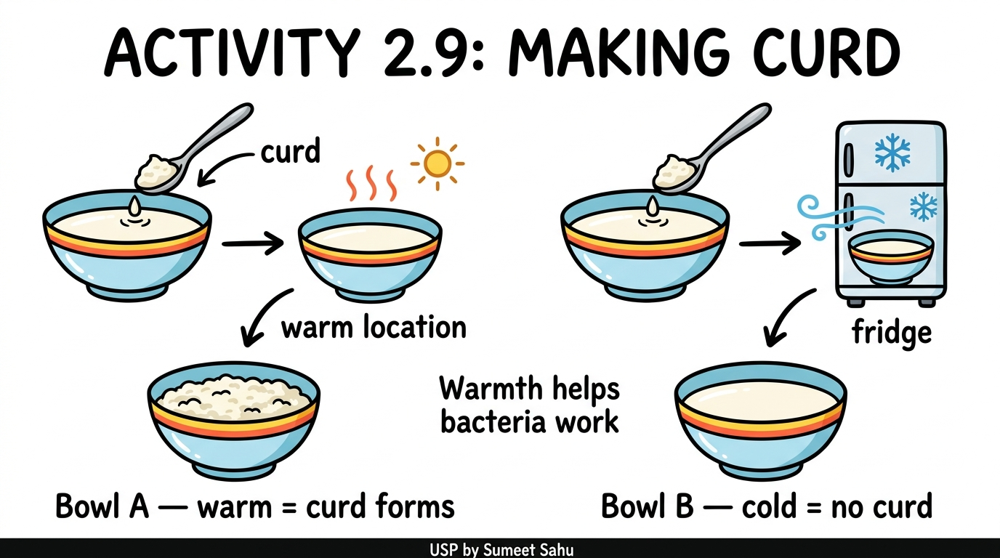 ACTIVITY 2.9: MAKING CURD
curd
warm location
fridge
Warmth helps
bacteria work
Bowl A — warm = curd forms
Bowl B — cold = no curd
USP by Sumeet Sahu